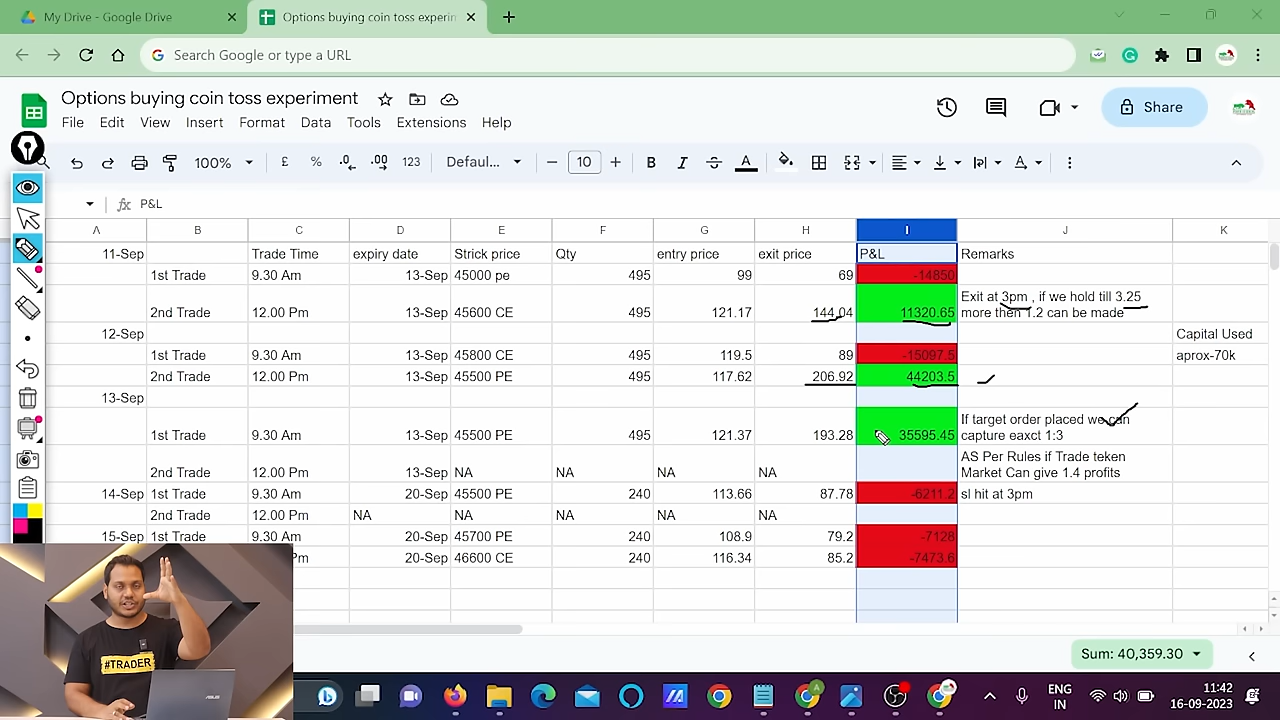 My Drive - Google Drive
Options buying coin toss experin
Search Google or type a URL
Options buying coin toss experiment
File Edit View Insert Format Data Tools Extensions Help
Share
100% £ % .0 .00 123 Defaul... 10 B I S A
fx P&L
A B C D E F G H I J K
11-Sep Trade Time expiry date Strick price Qty entry price exit price P&L Remarks
1st Trade 9.30 Am 13-Sep 45000 pe 495 99 69 -14850
Exit at 3pm , if we hold till 3.25
2nd Trade 12.00 Pm 13-Sep 45600 CE 495 121.17 144.04 11320.65 more then 1.2 can be made
12-Sep Capital Used
1st Trade 9.30 Am 13-Sep 45800 CE 495 119.5 89 -15097.5 aprox-70k
2nd Trade 12.00 Pm 13-Sep 45500 PE 495 117.62 206.92 44203.5
13-Sep
If target order placed we can
1st Trade 9.30 Am 13-Sep 45500 PE 495 121.37 193.28 35595.45 capture eaxct 1:3
AS Per Rules if Trade teken
2nd Trade 12.00 Pm 13-Sep NA NA NA NA Market Can give 1.4 profits
14-Sep 1st Trade 9.30 Am 20-Sep 45500 PE 240 113.66 87.78 -6211.2 sl hit at 3pm
2nd Trade 12.00 Pm NA NA NA NA NA
15-Sep 1st Trade 9.30 Am 20-Sep 45700 PE 240 108.9 79.2 -7128
Pm 20-Sep 46600 CE 240 116.34 85.2 -7473.6
#TRADER
ASUS
Sum: 40,359.30
ENG
IN
11:42
16-09-2023